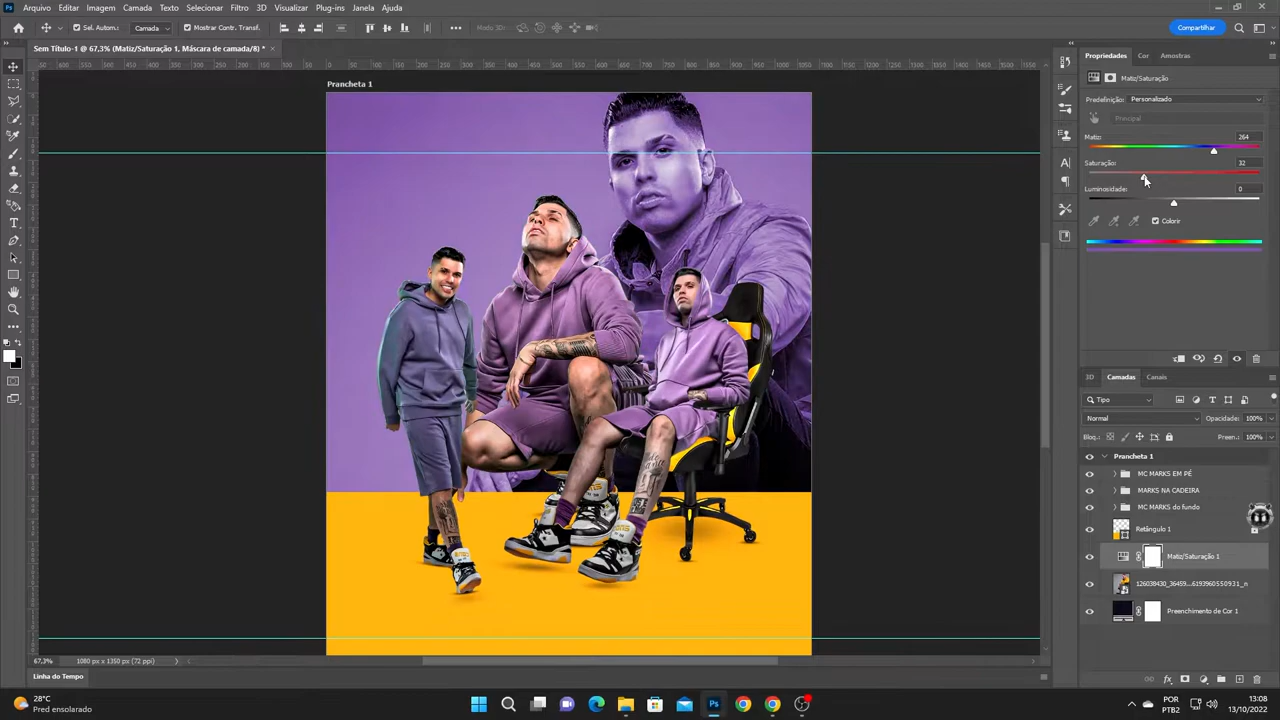 Arquivo Editar Imagem Camada Texto Selecionar Filtro 3D Visualizar Plug-ins Janela Ajuda
Sel. Autom.: Camada Mostrar Contr. Transf. Modo 3D: Compartilhar
Sem Título-1 @ 67,3% (Matiz/Saturação 1, Máscara de camada/8) *
Prancheta 1
Propriedades Cor Amostras
Matiz/Saturação
Predefinição: Personalizado
Principal
Matiz: 264
Saturação: 32
Luminosidade: 0
Colorir
3D Camadas Canais
Tipo
Normal Opacidade: 100%
Bloq.: Preen.: 100%
Prancheta 1
MC MARKS EM PÉ
MARKS NA CADEIRA
MC MARKS do fundo
Retângulo 1
Matiz/Saturação 1
126038430_36459...6193960550931_n
Preenchimento de Cor 1
67,3% 1080 px x 1350 px (72 ppi)
Linha do Tempo
28°C
Pred ensolarado
POR
PTB2
13:08
13/10/2022